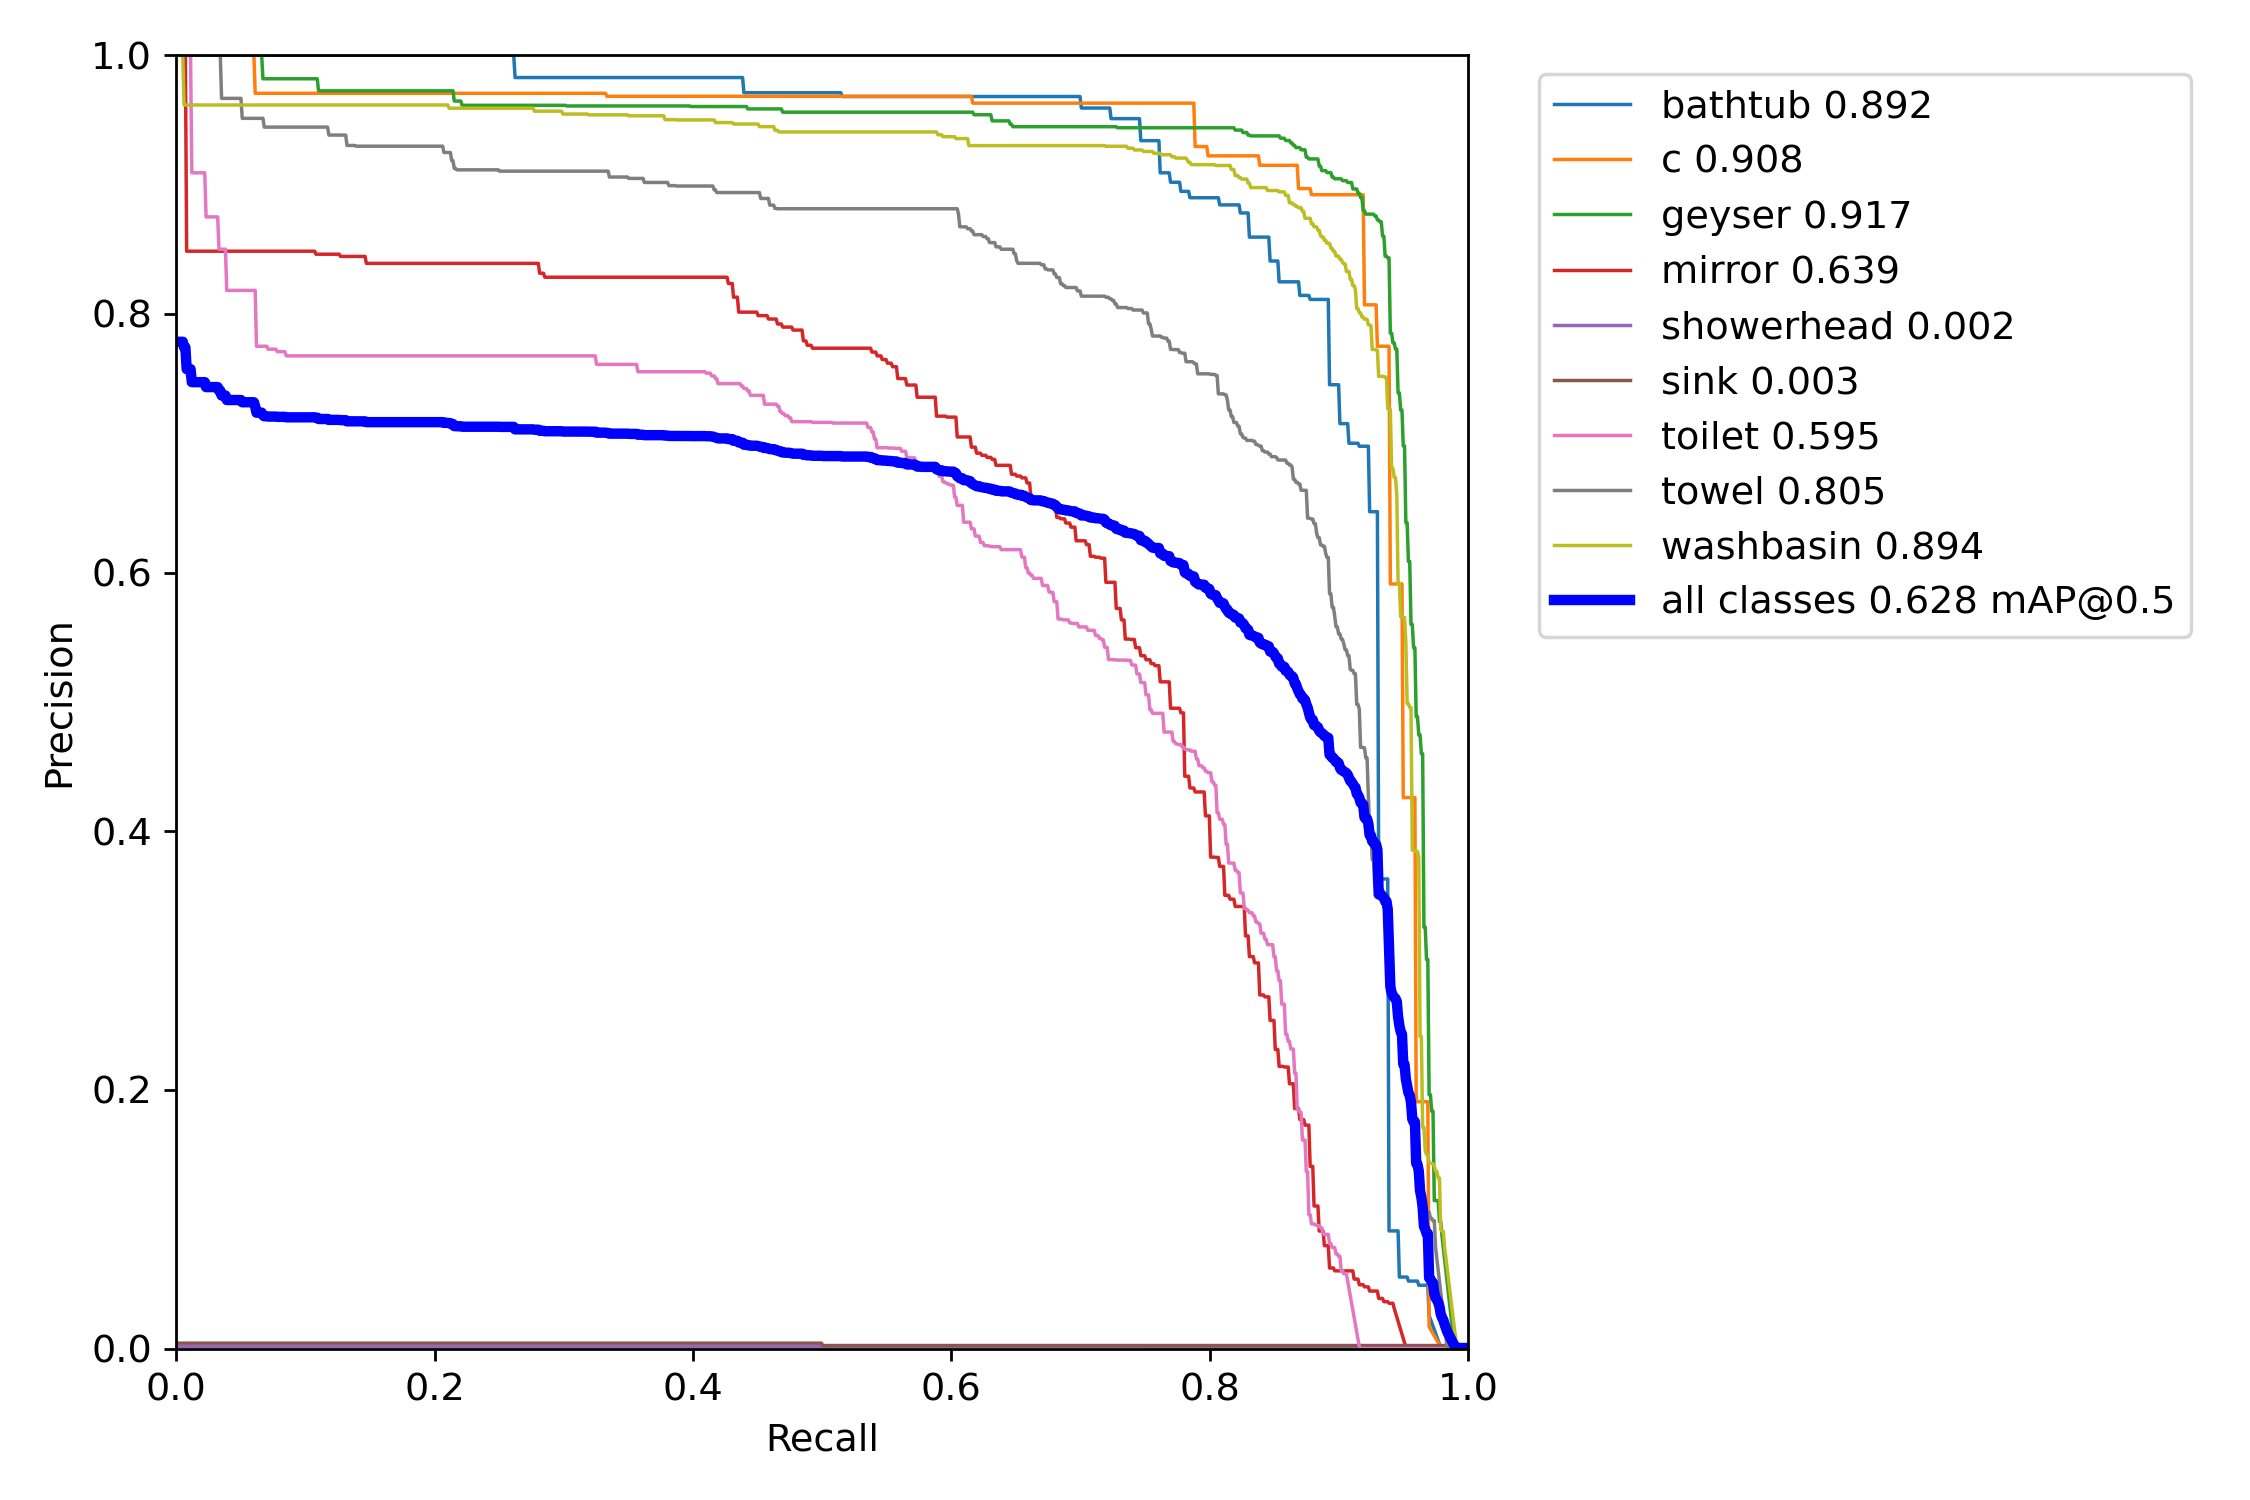 1.0
0.8
0.6
0.4
0.2
0.0
0.0 0.2 0.4 0.6 0.8 1.0
Precision
Recall
bathtub 0.892
c 0.908
geyser 0.917
mirror 0.639
showerhead 0.002
sink 0.003
toilet 0.595
towel 0.805
washbasin 0.894
all classes 0.628 mAP@0.5